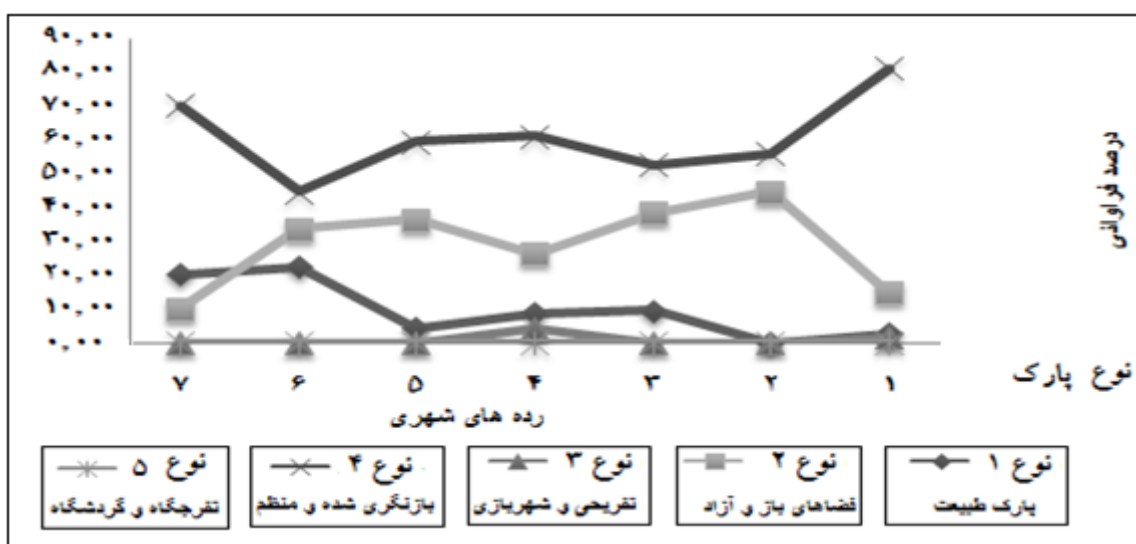 ۹۰,۰۰
۸۰,۰۰
۷۰,۰۰
۶۰,۰۰
۵۰,۰۰
۴۰,۰۰
۳۰,۰۰
۲۰,۰۰
۱۰,۰۰
۰,۰۰
درصد فراوانی
نوع پارک
۱ ۲ ۳ ۴ ۵ ۶ ۷
رده های شهری
نوع ۱
پارک طبیعت
نوع ۲
فضاهای باز و آزاد
نوع ۳
تفریحی و شهربازی
نوع ۴
بازنگری شده و منظم
نوع ۵
تفرجگاه و گردشگاه